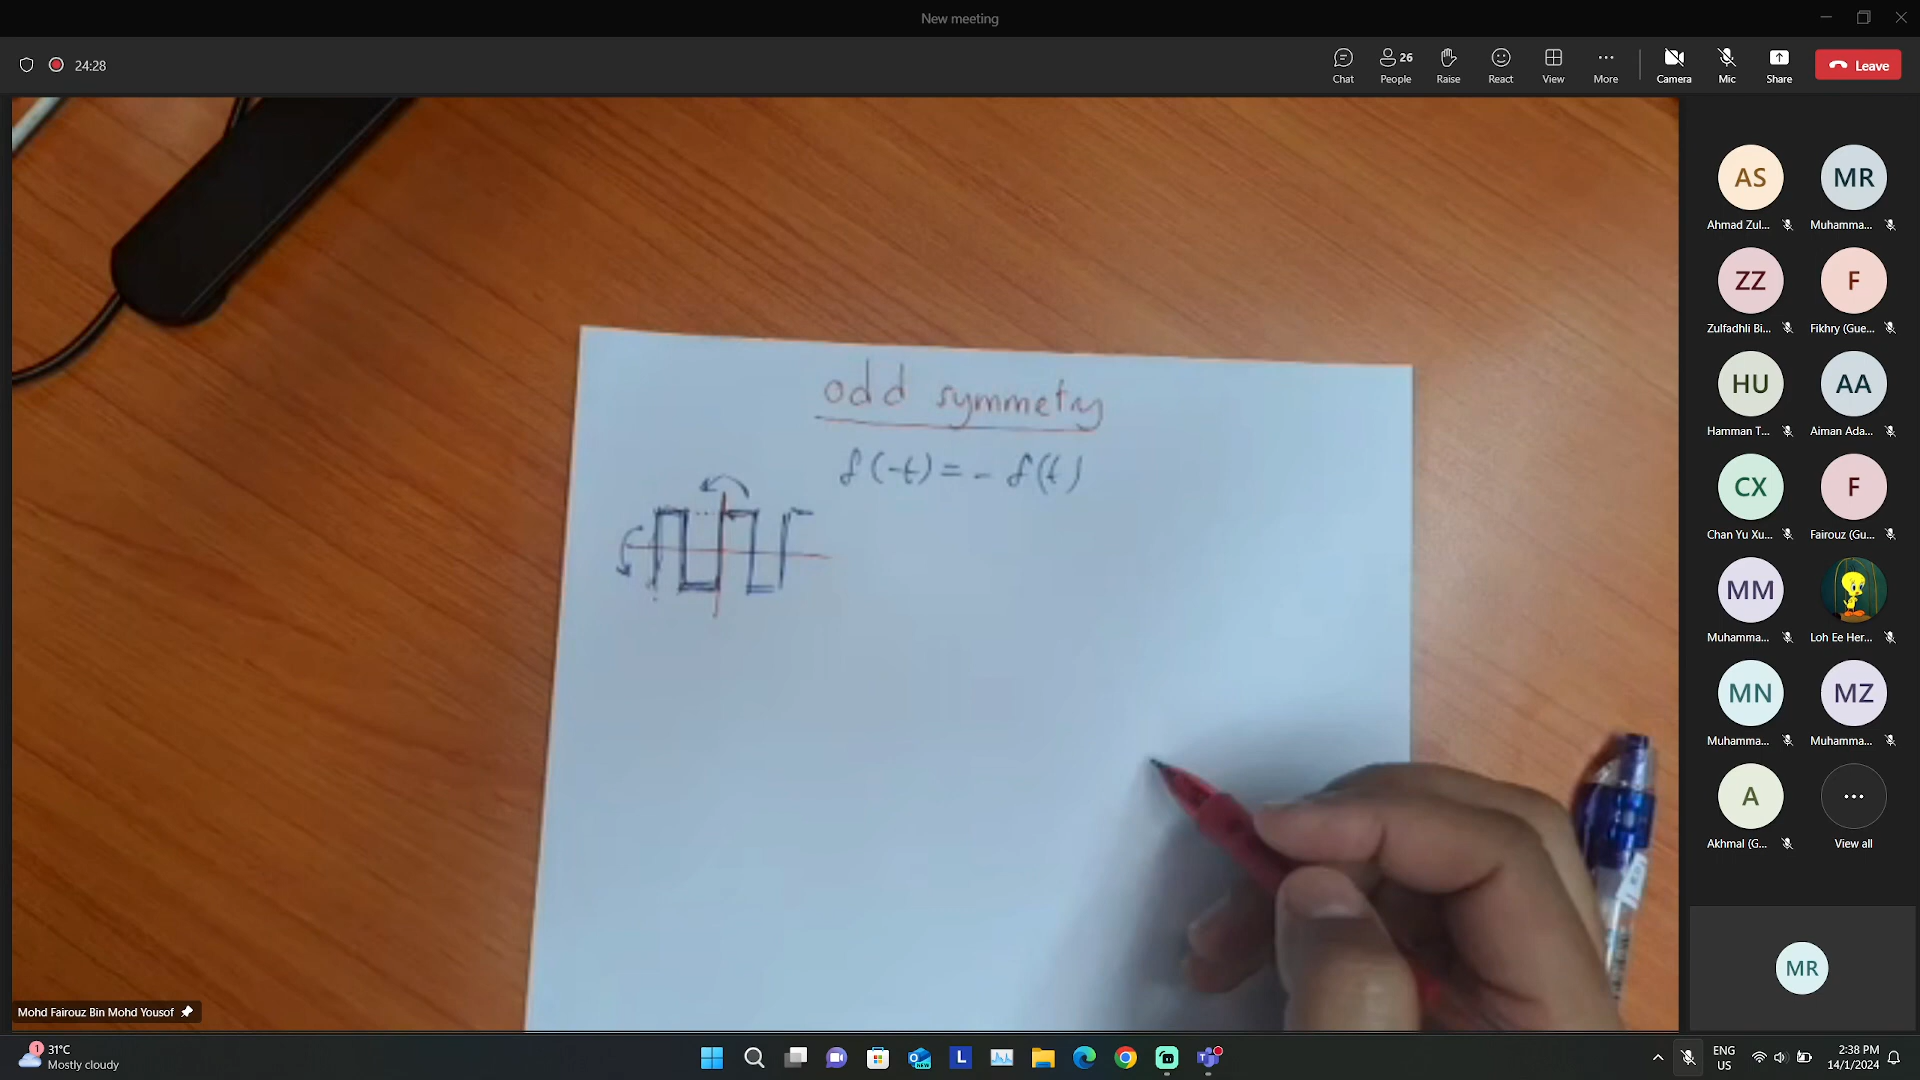 New meeting
24:28
Chat
26
People
Raise
React
View
More
Camera
Mic
Share
Leave
AS
Ahmad Zul...
MR
Muhamma...
ZZ
Zulfadhli Bi...
F
Fikhry (Gue...
HU
Hamman T...
AA
Aiman Ada...
CX
Chan Yu Xu...
F
Fairouz (Gu...
MM
Muhamma...
Loh Ee Her...
MN
Muhamma...
MZ
Muhamma...
A
Akhmal (G...
...
View all
MR
odd symmetry
f(-t) = - f(t)
Mohd Fairouz Bin Mohd Yousof
1
31°C
Mostly cloudy
NEW
L
ENG
US
2:38 PM
14/1/2024